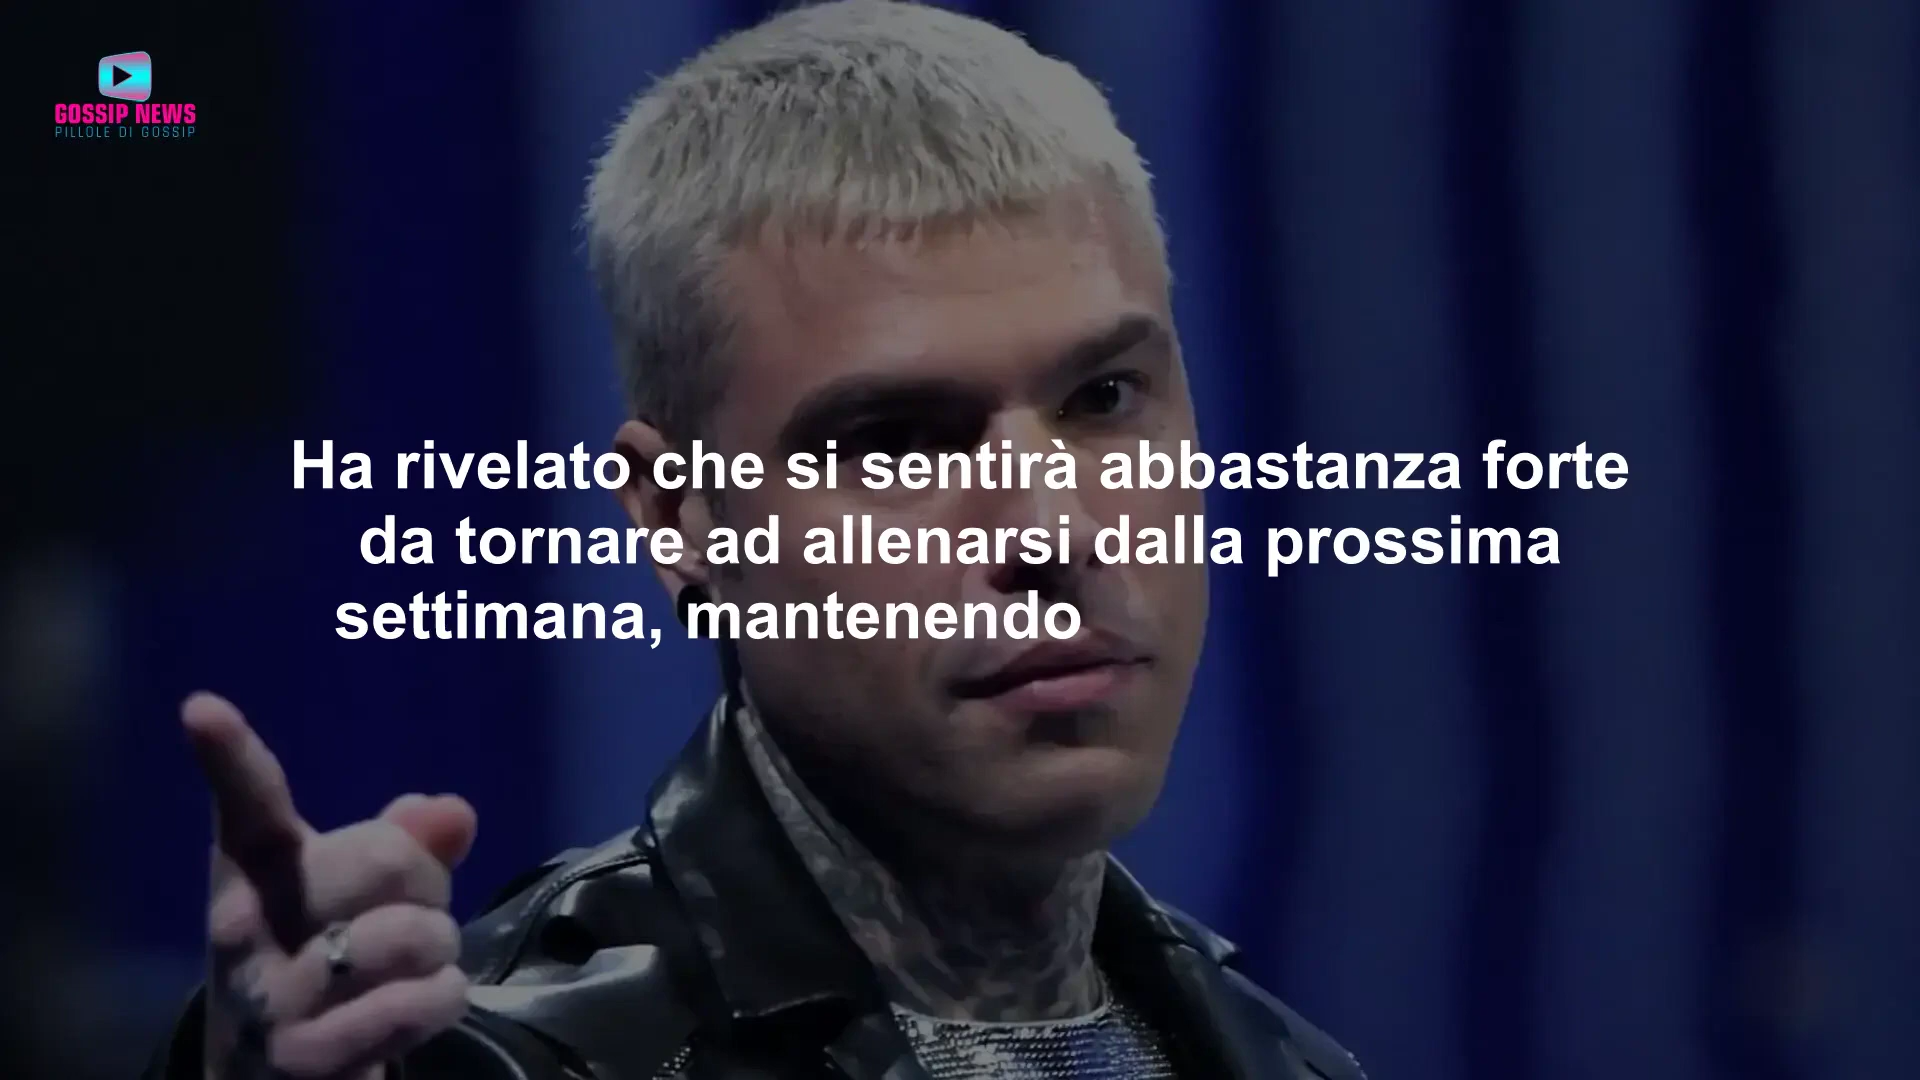 GOSSIP NEWS
PILLOLE DI GOSSIP
Ha rivelato che si sentirà abbastanza forte
da tornare ad allenarsi dalla prossima
settimana, mantenendo